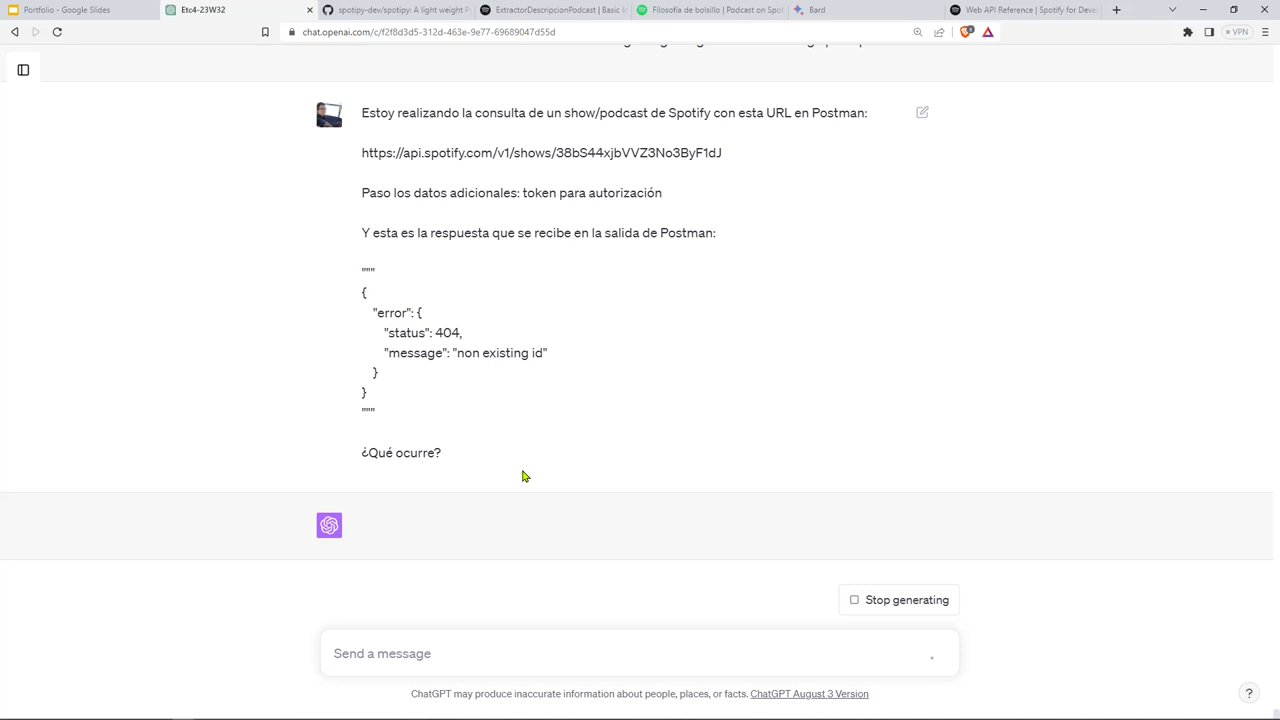 Portfolio - Google Slides
Etc4-23W32
spotipy-dev/spotipy: A light weight P
ExtractorDescripcionPodcast | Basic In
Filosofía de bolsillo | Podcast on Spot
Bard
Web API Reference | Spotify for Deve
chat.openai.com/c/f2f8d3d5-312d-463e-9e77-69689047d55d
VPN
Estoy realizando la consulta de un show/podcast de Spotify con esta URL en Postman:
https://api.spotify.com/v1/shows/38bS44xjbVVZ3No3ByF1dJ
Paso los datos adicionales: token para autorización
Y esta es la respuesta que se recibe en la salida de Postman:
"""
{
"error": {
"status": 404,
"message": "non existing id"
}
}
"""
¿Qué ocurre?
Stop generating
Send a message
ChatGPT may produce inaccurate information about people, places, or facts. ChatGPT August 3 Version
?